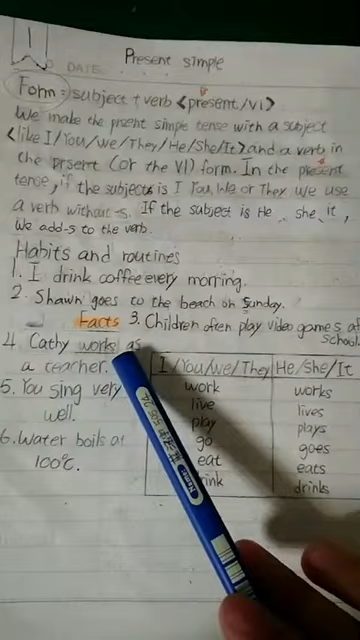 1
DATE
Present simple
Form = subject + verb <present/V1>
We make the prsent simple tense with a subject
<like I/You/we/They/He/She/It> and a verb in
the prsernt (or the V1) form. In the present
tense, if the subjects is I You, We or They we use
a verb without -s. If the subject is He she, it,
We add -s to the verb.
Habits and routines
1. I drink coffee every morning.
2. Shawn goes to the beach on Sunday.
Facts 3. Children often play video games at
school.
4 Cathy works as
a teacher.
5. You sing very
well.
6. Water boils at
100°C.
I/You/we/They He/She/It
work works
live lives
play plays
go goes
eat eats
drinks